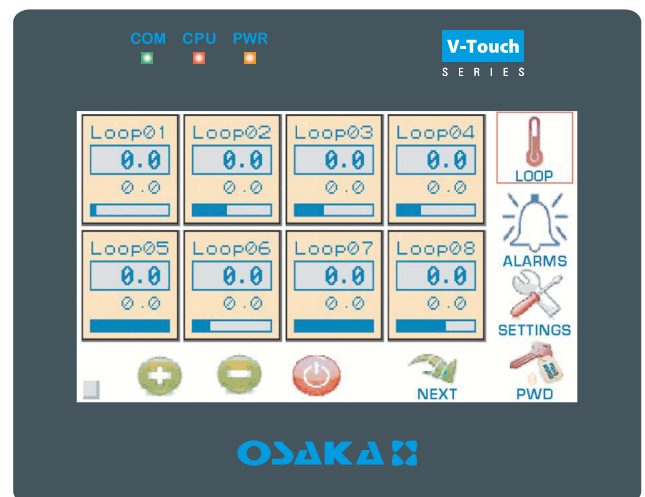 COM CPU PWR
V-Touch
SERIES
Loop01 Loop02 Loop03 Loop04
0.0 0.0 0.0 0.0
0.0 0.0 0.0 0.0
LOOP
Loop05 Loop06 Loop07 Loop08
0.0 0.0 0.0 0.0
0.0 0.0 0.0 0.0
ALARMS
SETTINGS
NEXT
PWD
OSAKA